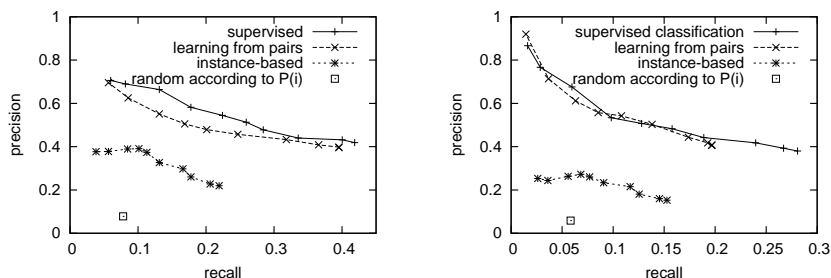 1
0.8
0.6
0.4
0.2
0
precision
0 0.1 0.2 0.3 0.4
recall
supervised
learning from pairs
instance-based
random according to P(i)
1
0.8
0.6
0.4
0.2
0
precision
0 0.05 0.1 0.15 0.2 0.25 0.3
recall
supervised classification
learning from pairs
instance-based
random according to P(i)